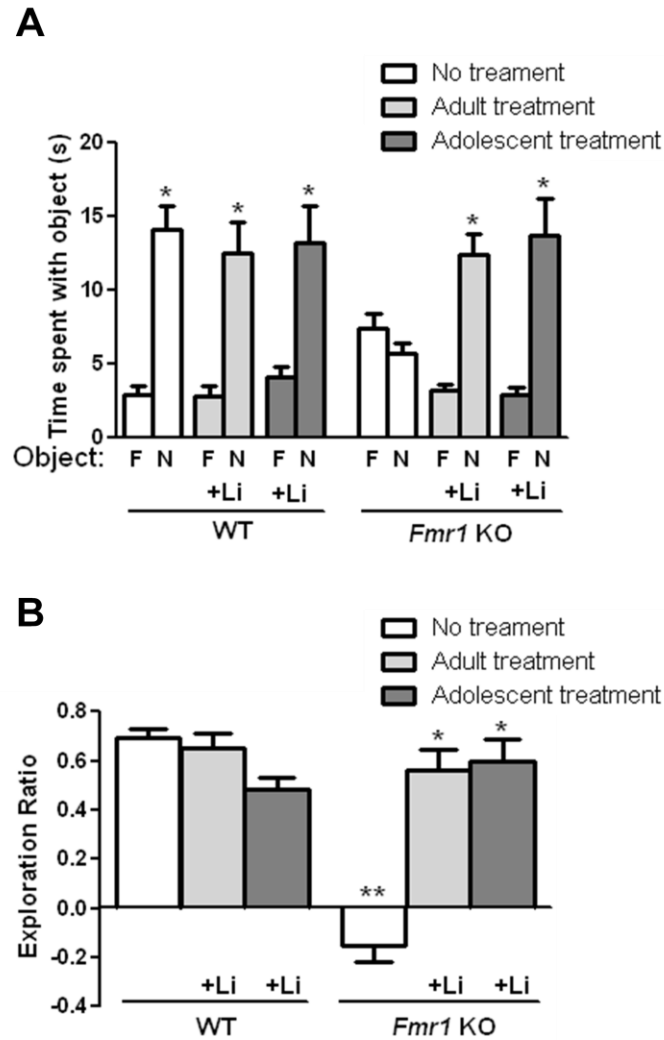 A
No treament
Adult treatment
Adolescent treatment
Time spent with object (s)
20
15
10
5
0
* * * * *
Object: F N F N F N F N F N F N
+Li +Li +Li +Li
WT Fmr1 KO
B
No treament
Adult treatment
Adolescent treatment
Exploration Ratio
0.8
0.6
0.4
0.2
0.0
-0.2
-0.4
** * *
+Li +Li +Li +Li
WT Fmr1 KO